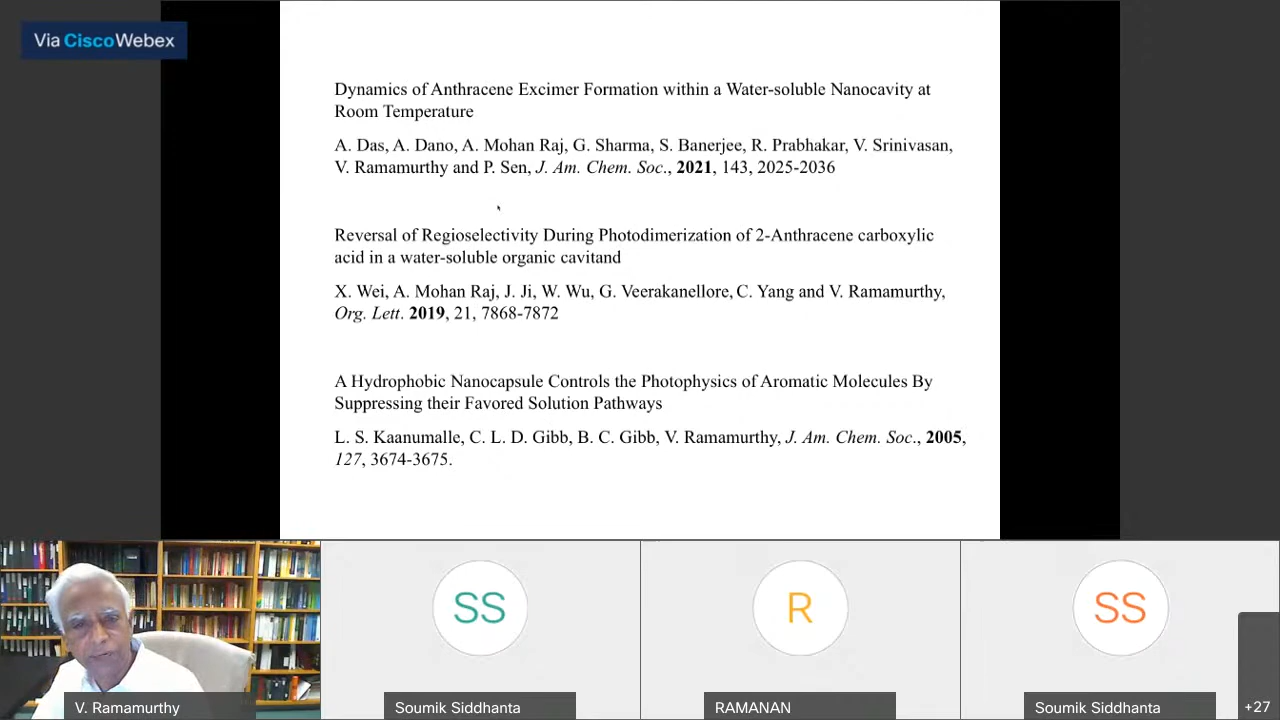 Via Cisco Webex
Dynamics of Anthracene Excimer Formation within a Water-soluble Nanocavity at
Room Temperature
A. Das, A. Dano, A. Mohan Raj, G. Sharma, S. Banerjee, R. Prabhakar, V. Srinivasan,
V. Ramamurthy and P. Sen, J. Am. Chem. Soc., 2021, 143, 2025-2036
Reversal of Regioselectivity During Photodimerization of 2-Anthracene carboxylic
acid in a water-soluble organic cavitand
X. Wei, A. Mohan Raj, J. Ji, W. Wu, G. Veerakanellore, C. Yang and V. Ramamurthy,
Org. Lett. 2019, 21, 7868-7872
A Hydrophobic Nanocapsule Controls the Photophysics of Aromatic Molecules By
Suppressing their Favored Solution Pathways
L. S. Kaanumalle, C. L. D. Gibb, B. C. Gibb, V. Ramamurthy, J. Am. Chem. Soc., 2005,
127, 3674-3675.
SS
R
SS
V. Ramamurthy
Soumik Siddhanta
RAMANAN
Soumik Siddhanta
+27